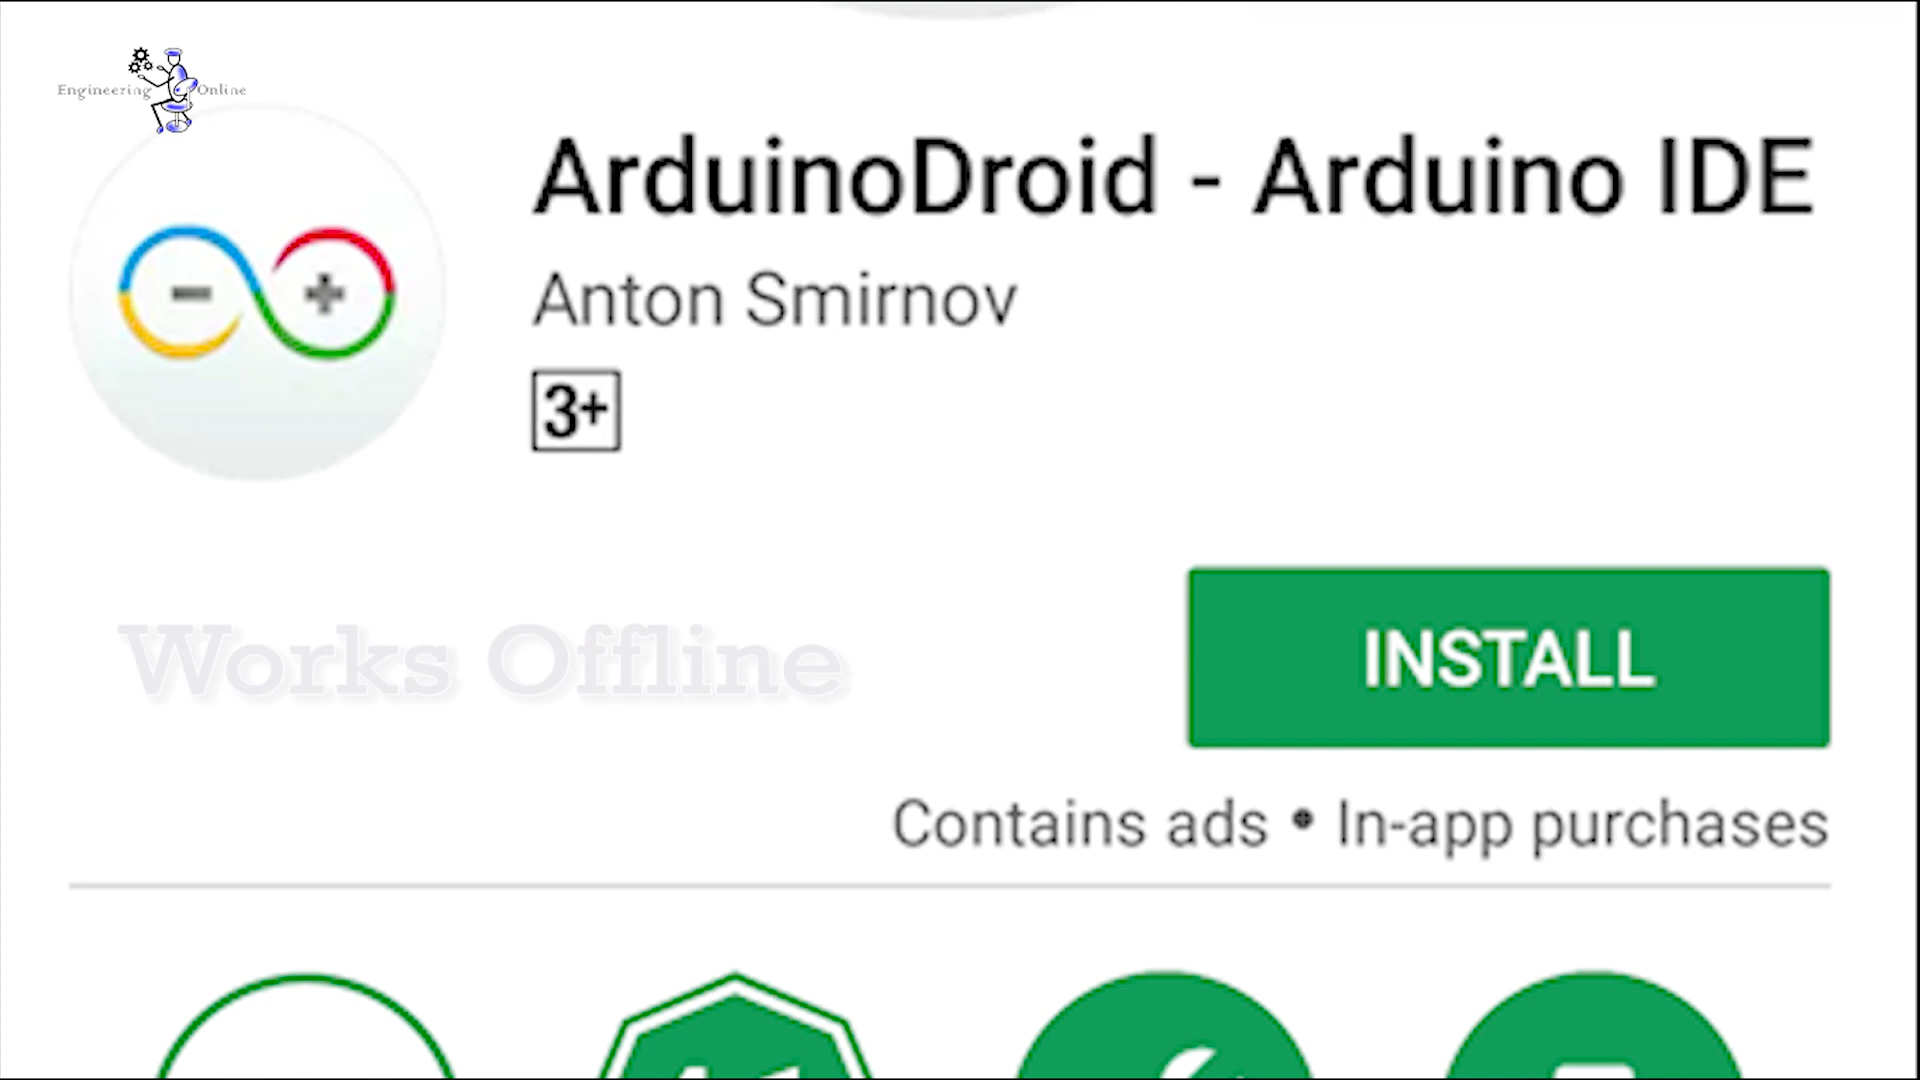 Engineering Online
ArduinoDroid - Arduino IDE
Anton Smirnov
3+
Works Offline
INSTALL
Contains ads • In-app purchases